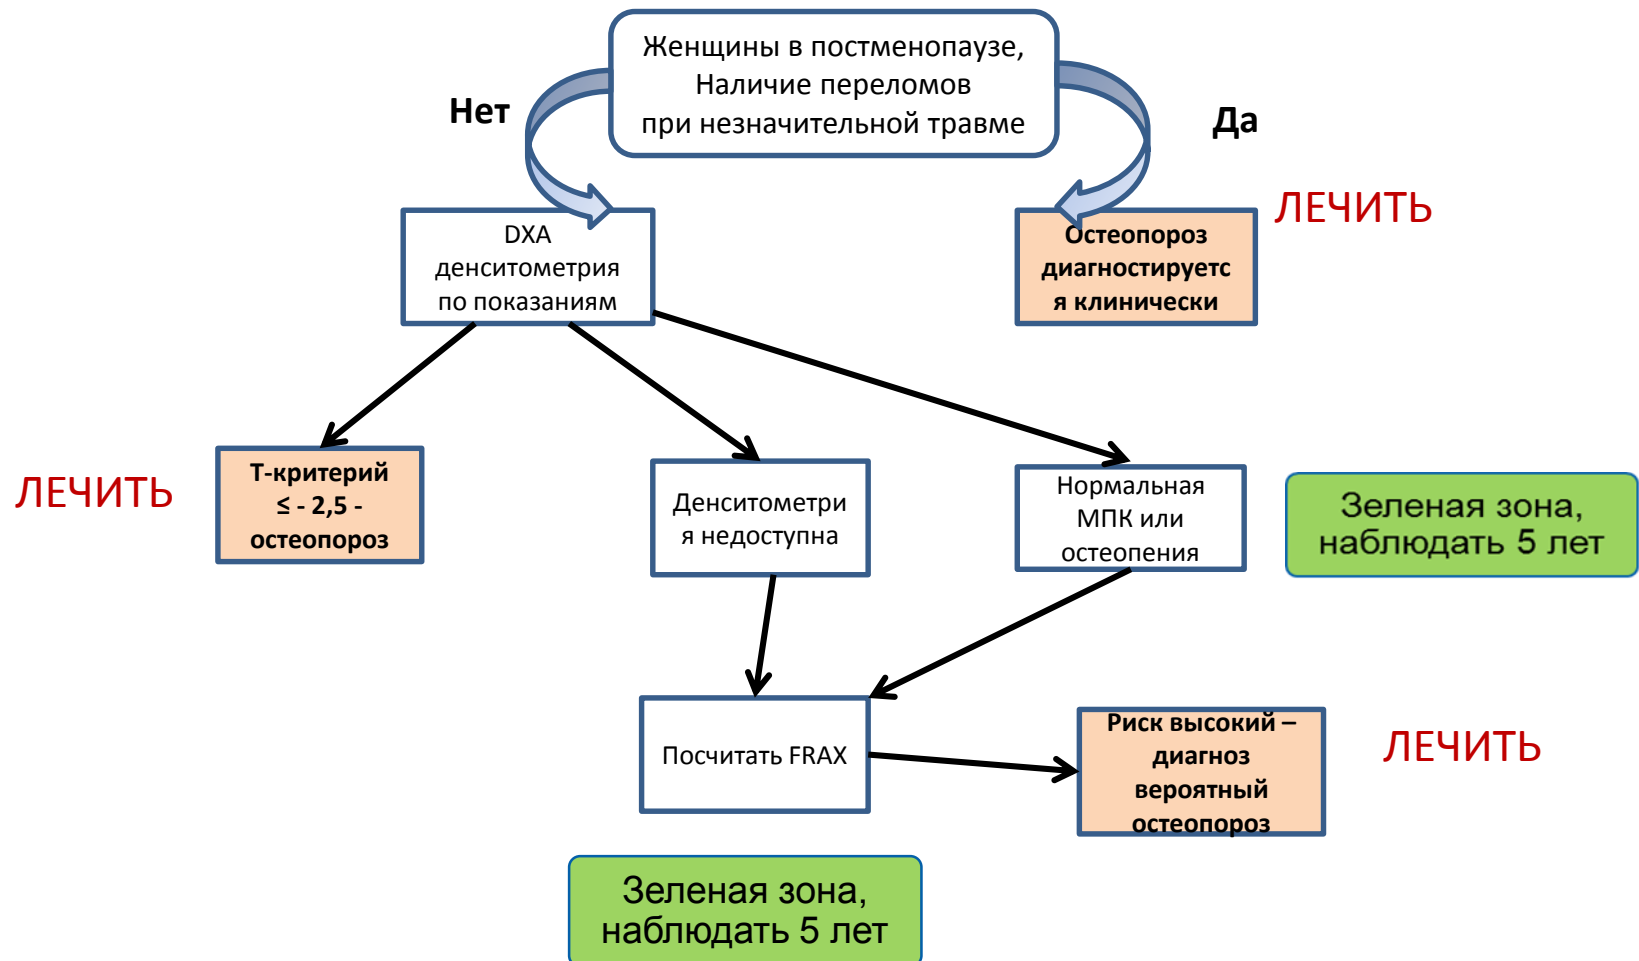 Женщины в постменопаузе,
Наличие переломов
при незначительной травме
Нет
Да
ЛЕЧИТЬ
DXA
денситометрия
по показаниям
Остеопороз
диагностируетс
я клинически
ЛЕЧИТЬ
Т-критерий
≤ - 2,5 -
остеопороз
Денситометри
я недоступна
Нормальная
МПК или
остеопения
Зеленая зона,
наблюдать 5 лет
Посчитать FRAX
Риск высокий –
диагноз
вероятный
остеопороз
ЛЕЧИТЬ
Зеленая зона,
наблюдать 5 лет